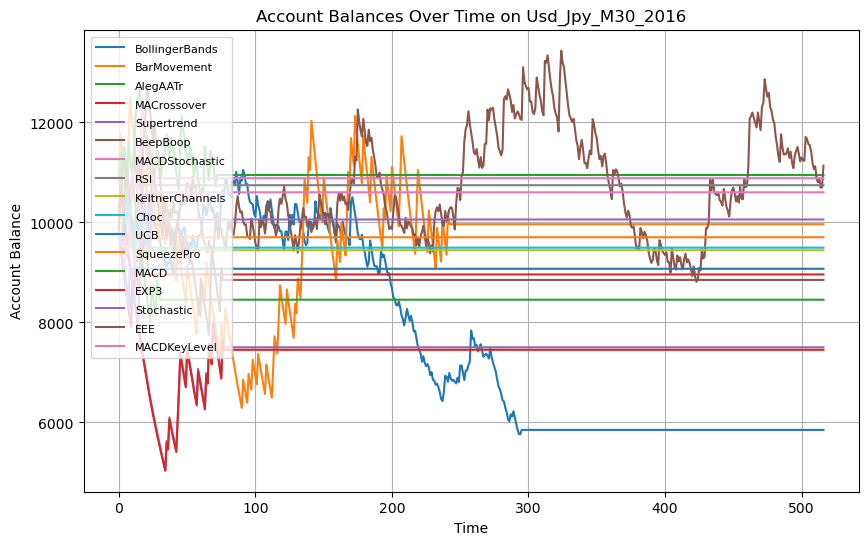 Account Balances Over Time on Usd_Jpy_M30_2016
Account Balance
12000
10000
8000
6000
BollingerBands
BarMovement
AlegAATr
MACrossover
Supertrend
BeepBoop
MACDStochastic
RSI
KeltnerChannels
Choc
UCB
SqueezePro
MACD
EXP3
Stochastic
EEE
MACDKeyLevel
0 100 200 300 400 500
Time